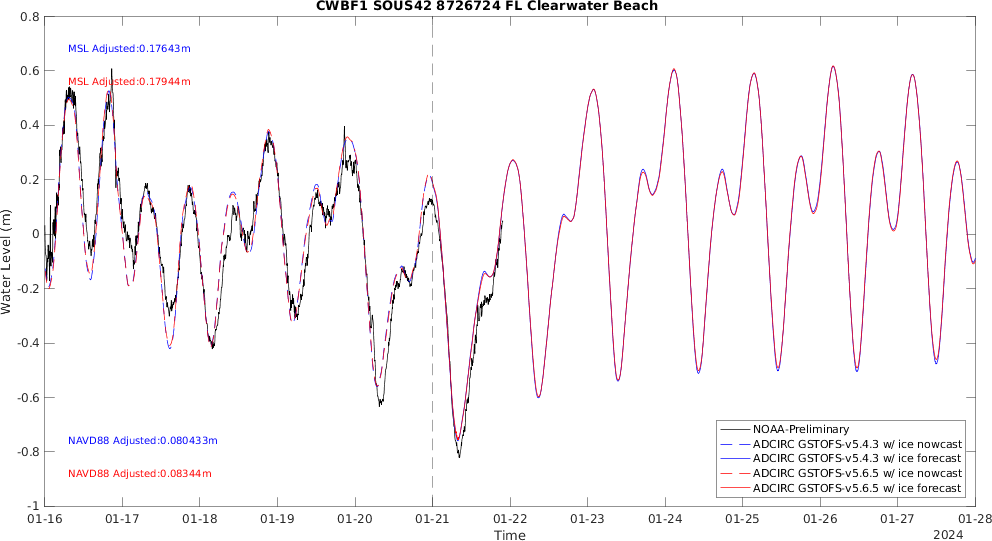 CWBF1 SOUS42 8726724 FL Clearwater Beach
0.8
0.6
0.4
0.2
0
-0.2
-0.4
-0.6
-0.8
-1
Water Level (m)
MSL Adjusted:0.17643m
MSL Adjusted:0.17944m
NAVD88 Adjusted:0.080433m
NAVD88 Adjusted:0.08344m
NOAA-Preliminary
ADCIRC GSTOFS-v5.4.3 w/ ice nowcast
ADCIRC GSTOFS-v5.4.3 w/ ice forecast
ADCIRC GSTOFS-v5.6.5 w/ ice nowcast
ADCIRC GSTOFS-v5.6.5 w/ ice forecast
01-16 01-17 01-18 01-19 01-20 01-21 01-22 01-23 01-24 01-25 01-26 01-27 01-28
Time
2024